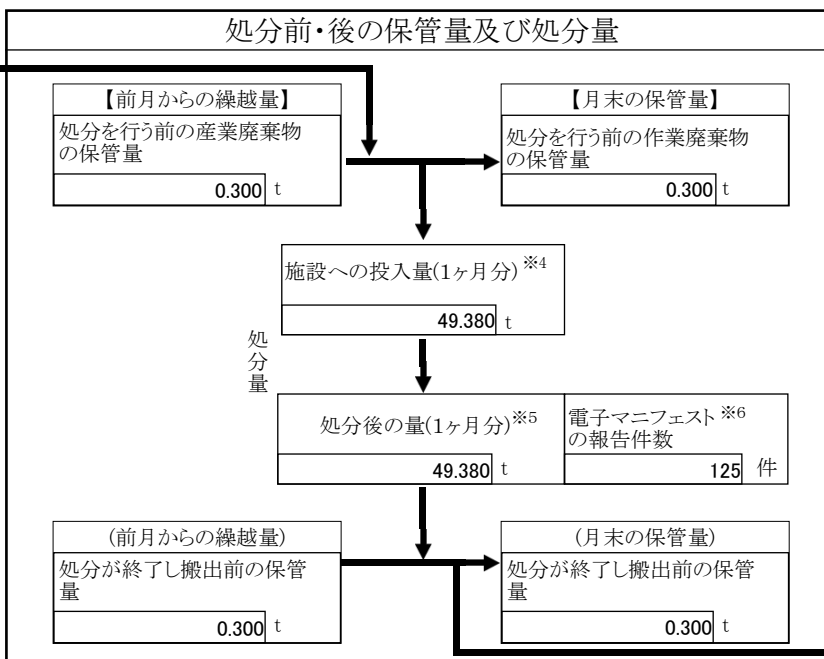 処分前・後の保管量及び処分量
【前月からの繰越量】
処分を行う前の産業廃棄物
の保管量
0.300 t
【月末の保管量】
処分を行う前の作業廃棄物
の保管量
0.300 t
施設への投入量(1ヶ月分)※4
49.380 t
処分量
処分後の量(1ヶ月分)※5
49.380 t
電子マニフェスト※6
の報告件数
125 件
(前月からの繰越量)
処分が終了し搬出前の保管
量
0.300 t
(月末の保管量)
処分が終了し搬出前の保管
量
0.300 t